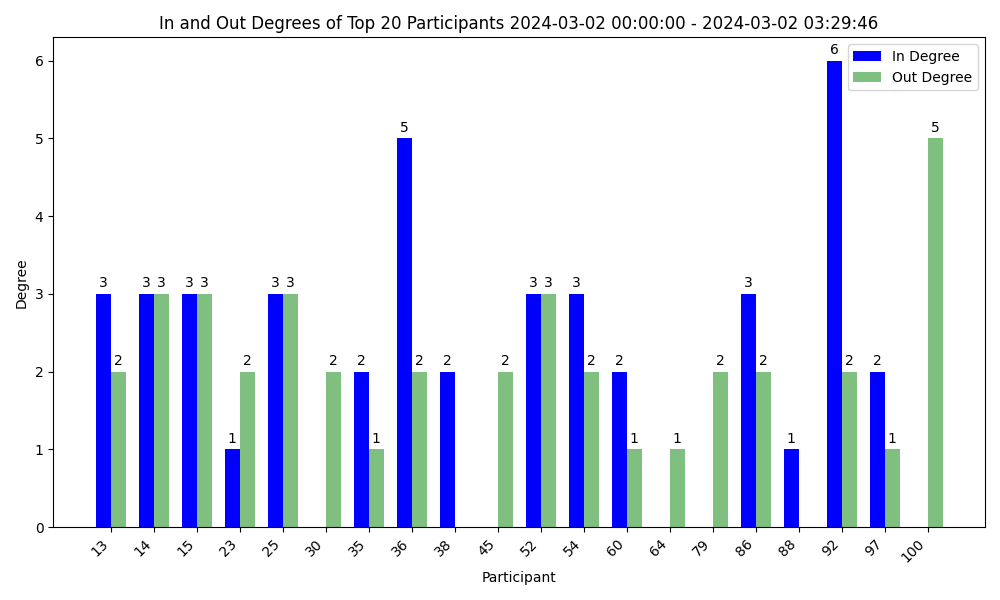 In and Out Degrees of Top 20 Participants 2024-03-02 00:00:00 - 2024-03-02 03:29:46
In Degree
Out Degree
Degree
6
5
4
3
2
1
0
3 2 3 3 3 3 1 2 3 3 2 2 1 5 2 2 2 3 3 3 2 2 1 1 2 3 2 1 6 2 2 1 5
13 14 15 23 25 30 35 36 38 45 52 54 60 64 79 86 88 92 97 100
Participant